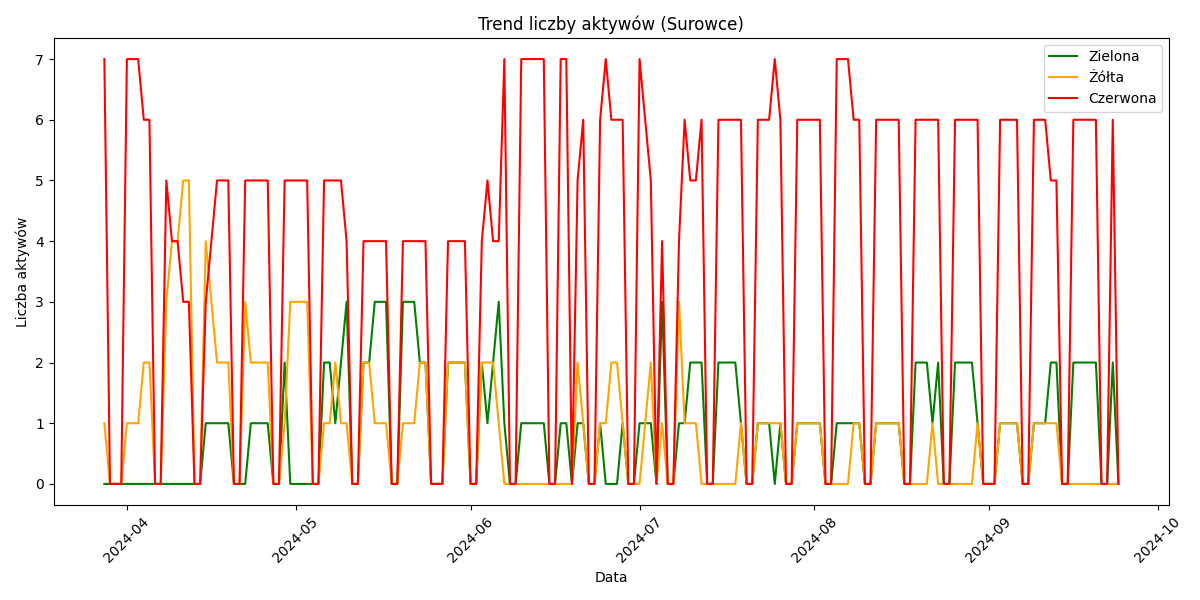 Trend liczby aktywów (Surowce)
Zielona
Żółta
Czerwona
Liczba aktywów
7
6
5
4
3
2
1
0
2024-04
2024-05
2024-06
2024-07
2024-08
2024-09
2024-10
Data